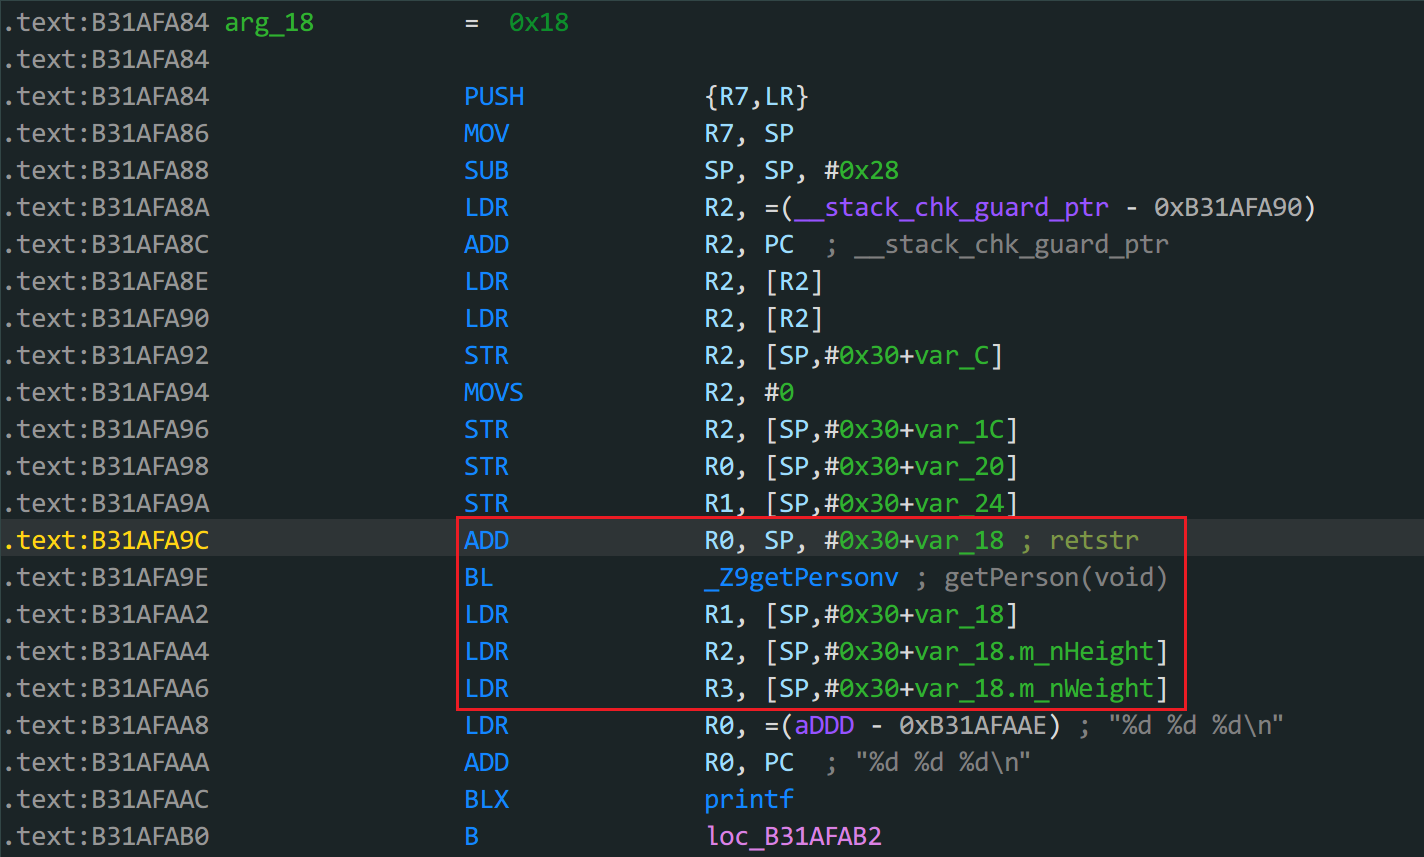 .text:B31AFA84 arg_18 = 0x18
.text:B31AFA84
.text:B31AFA84 PUSH {R7,LR}
.text:B31AFA86 MOV R7, SP
.text:B31AFA88 SUB SP, SP, #0x28
.text:B31AFA8A LDR R2, =(__stack_chk_guard_ptr - 0xB31AFA90)
.text:B31AFA8C ADD R2, PC ; __stack_chk_guard_ptr
.text:B31AFA8E LDR R2, [R2]
.text:B31AFA90 LDR R2, [R2]
.text:B31AFA92 STR R2, [SP,#0x30+var_C]
.text:B31AFA94 MOVS R2, #0
.text:B31AFA96 STR R2, [SP,#0x30+var_1C]
.text:B31AFA98 STR R0, [SP,#0x30+var_20]
.text:B31AFA9A STR R1, [SP,#0x30+var_24]
.text:B31AFA9C ADD R0, SP, #0x30+var_18 ; retstr
.text:B31AFA9E BL _Z9getPersonv ; getPerson(void)
.text:B31AFAA2 LDR R1, [SP,#0x30+var_18]
.text:B31AFAA4 LDR R2, [SP,#0x30+var_18.m_nHeight]
.text:B31AFAA6 LDR R3, [SP,#0x30+var_18.m_nWeight]
.text:B31AFAA8 LDR R0, =(aDDD - 0xB31AFAAE) ; "%d %d %d\n"
.text:B31AFAAA ADD R0, PC ; "%d %d %d\n"
.text:B31AFAAC BLX printf
.text:B31AFAB0 B loc_B31AFAB2